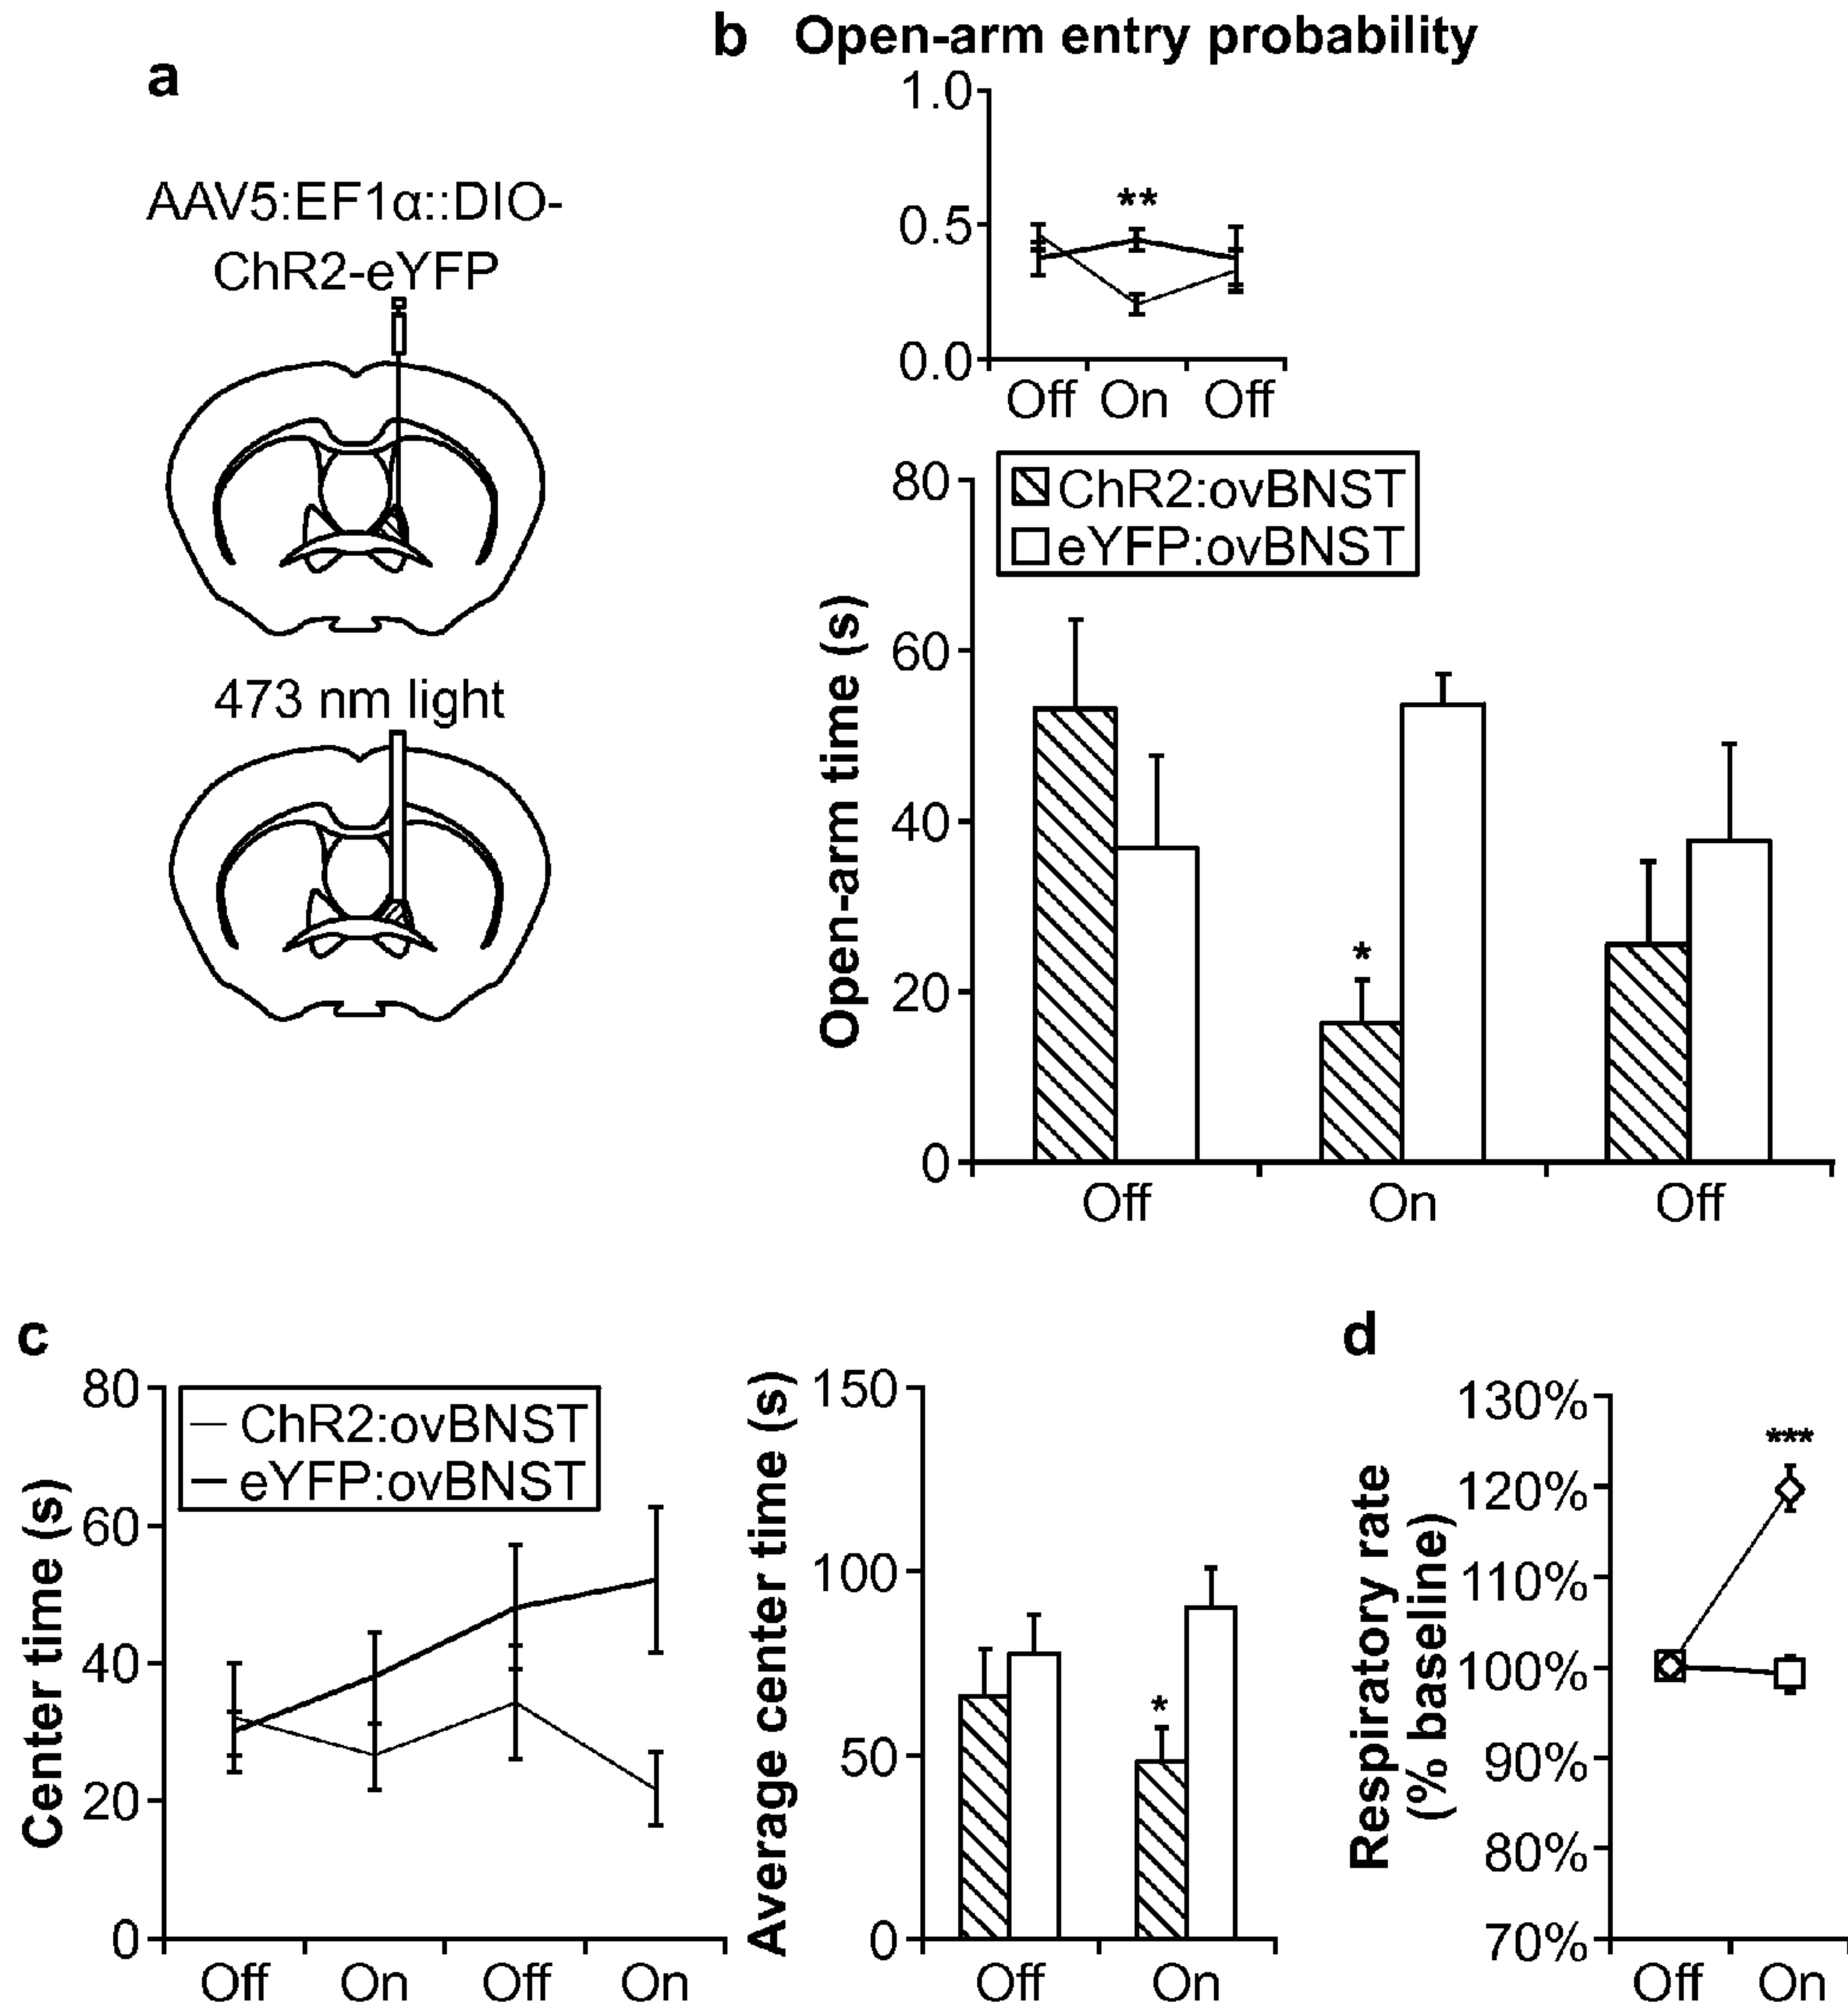 a
AAV5:EF1α::DIO-
ChR2-eYFP
473 nm light
b Open-arm entry probability
1.0
0.5
0.0
**
Off On Off
ChR2:ovBNST
eYFP:ovBNST
Open-arm time (s)
80
60
40
20
0
*
Off On Off
c
ChR2:ovBNST
eYFP:ovBNST
Center time (s)
80
60
40
20
0
Off On Off On
Average center time (s)
150
100
50
0
*
Off On
d
Respiratory rate
(% baseline)
130%
120%
110%
100%
90%
80%
70%
***
Off On